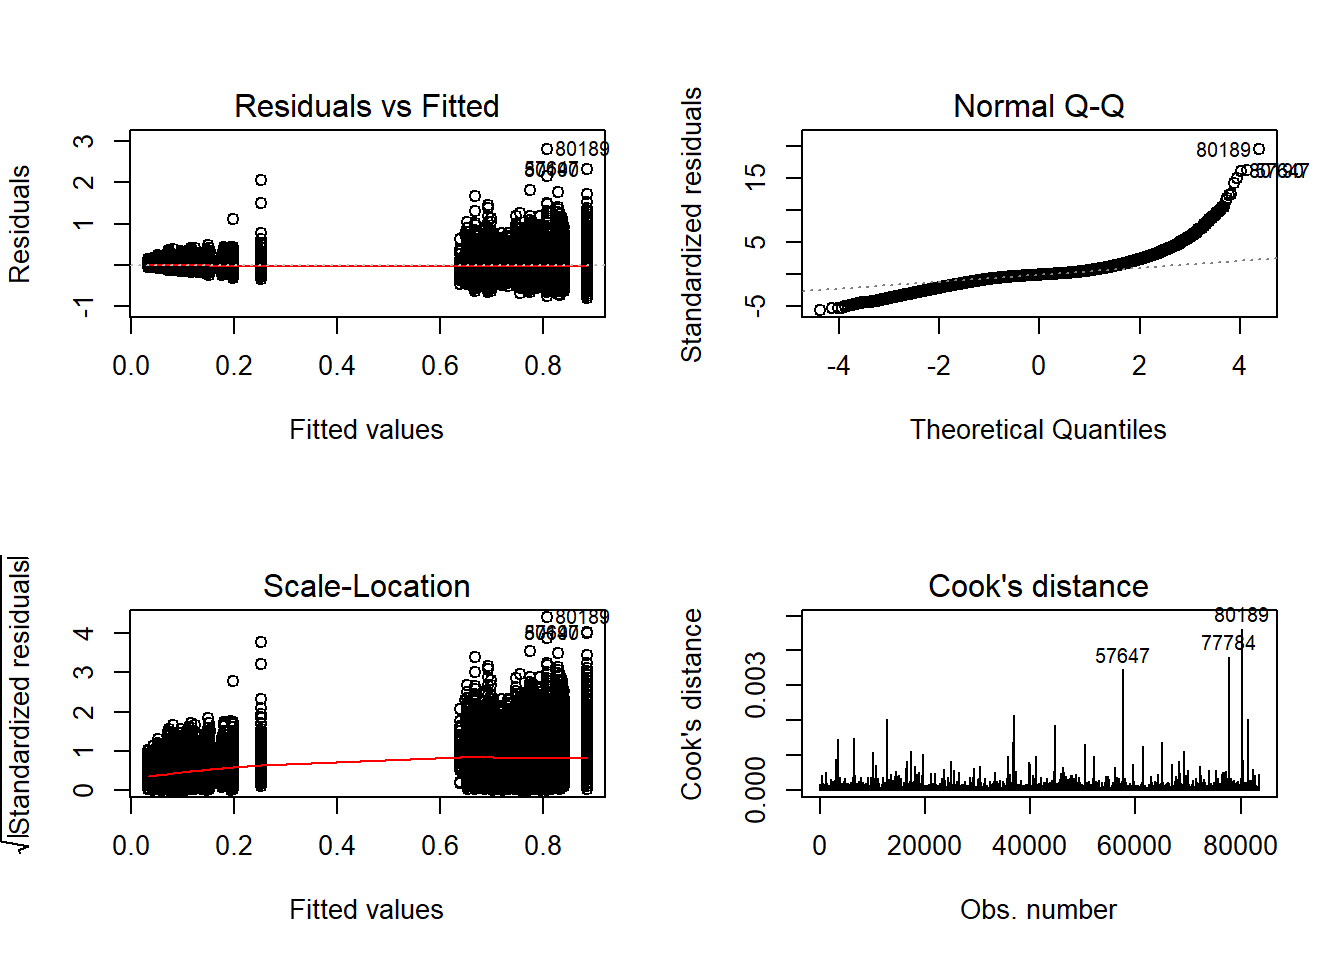 Residuals vs Fitted
Residuals
3
2
1
-1
80189
0.0 0.2 0.4 0.6 0.8
Fitted values
Normal Q-Q
Standardized residuals
15
5
-5
80189
-4 -2 0 2 4
Theoretical Quantiles
Scale-Location
√|Standardized residuals|
4
3
2
1
0
80189
0.0 0.2 0.4 0.6 0.8
Fitted values
Cook's distance
Cook's distance
0.003
0.000
80189
77784
57647
0 20000 40000 60000 80000
Obs. number